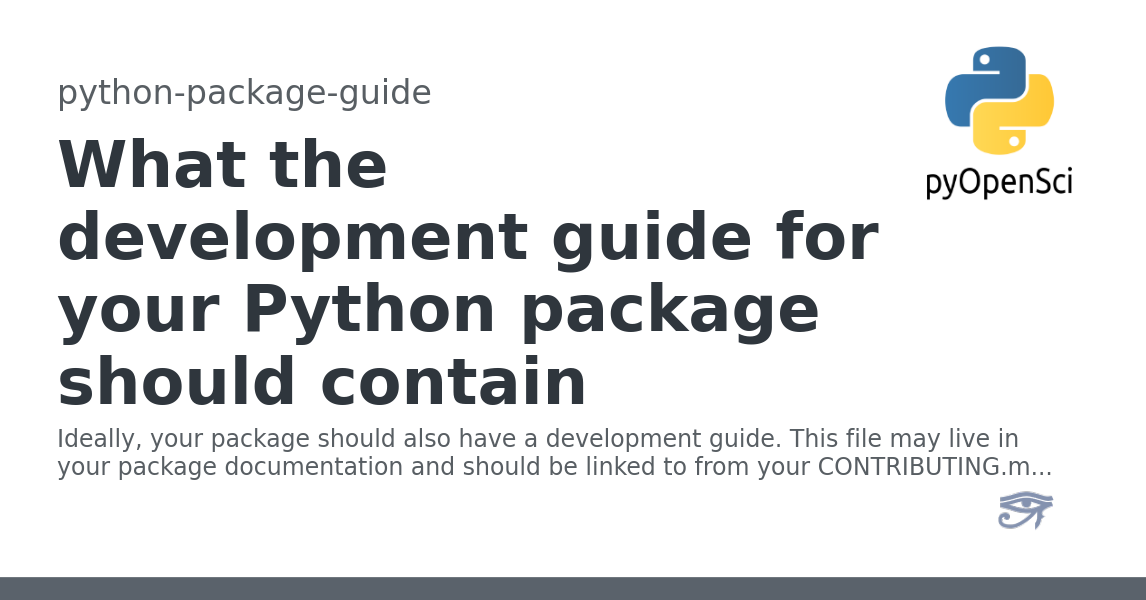 python-package-guide
What the
development guide for
your Python package
should contain
Ideally, your package should also have a development guide. This file may live in
your package documentation and should be linked to from your CONTRIBUTING.m...
pyOpenSci